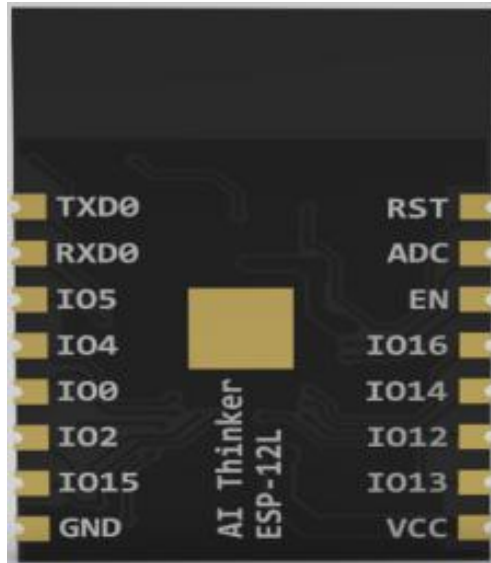 TXD0
RST
RXD0
ADC
IO5
EN
IO4
IO16
IO0
IO14
IO2
IO12
IO15
IO13
GND
VCC
AI Thinker
ESP-12L